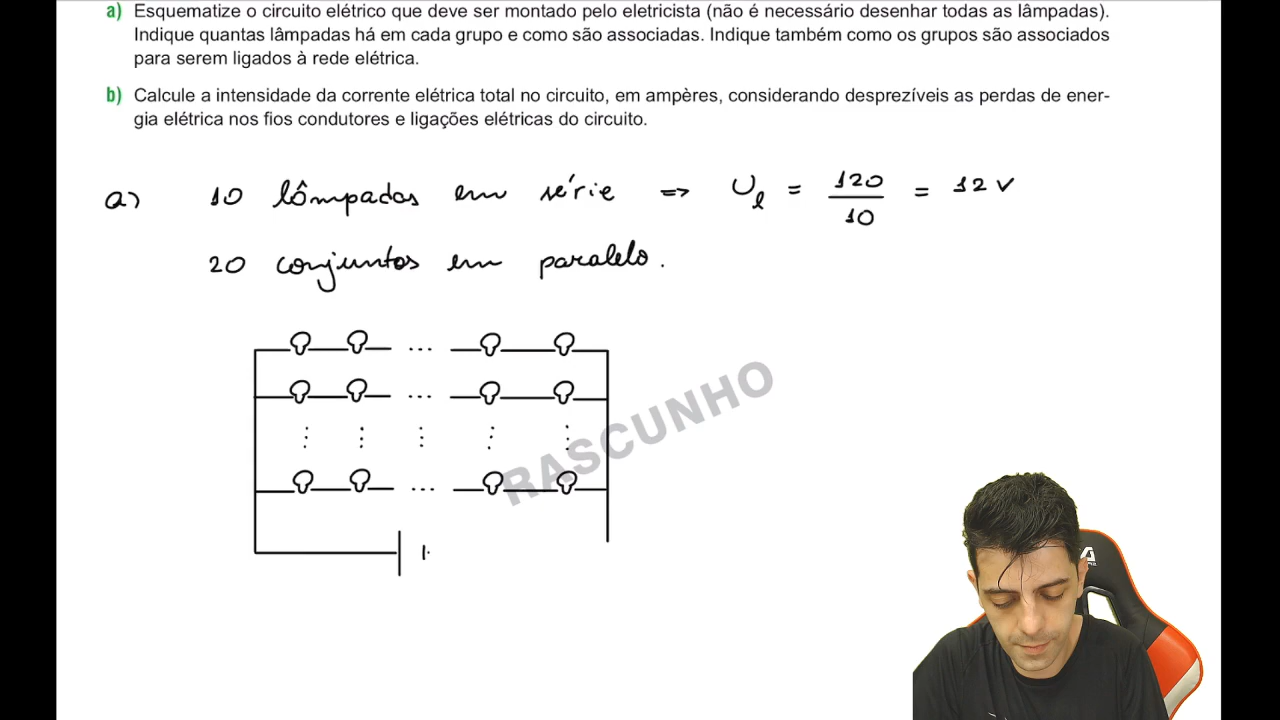 a) Esquematize o circuito elétrico que deve ser montado pelo eletricista (não é necessário desenhar todas as lâmpadas).
Indique quantas lâmpadas há em cada grupo e como são associadas. Indique também como os grupos são associados
para serem ligados à rede elétrica.
b) Calcule a intensidade da corrente elétrica total no circuito, em ampères, considerando desprezíveis as perdas de ener-
gia elétrica nos fios condutores e ligações elétricas do circuito.
a) 10 lâmpadas em série => Uℓ = 120/10 = 12 V
20 conjuntos em paralelo.
RASCUNHO